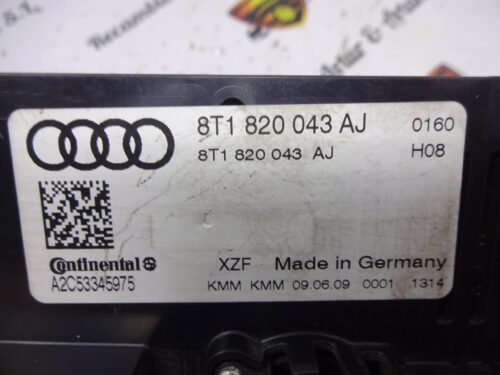 8T1 820 043 AJ 0160
8T1 820 043 AJ H08
Continental
XZF Made in Germany
A2C53345975
KMM KMM 09.06.09 0001 1314